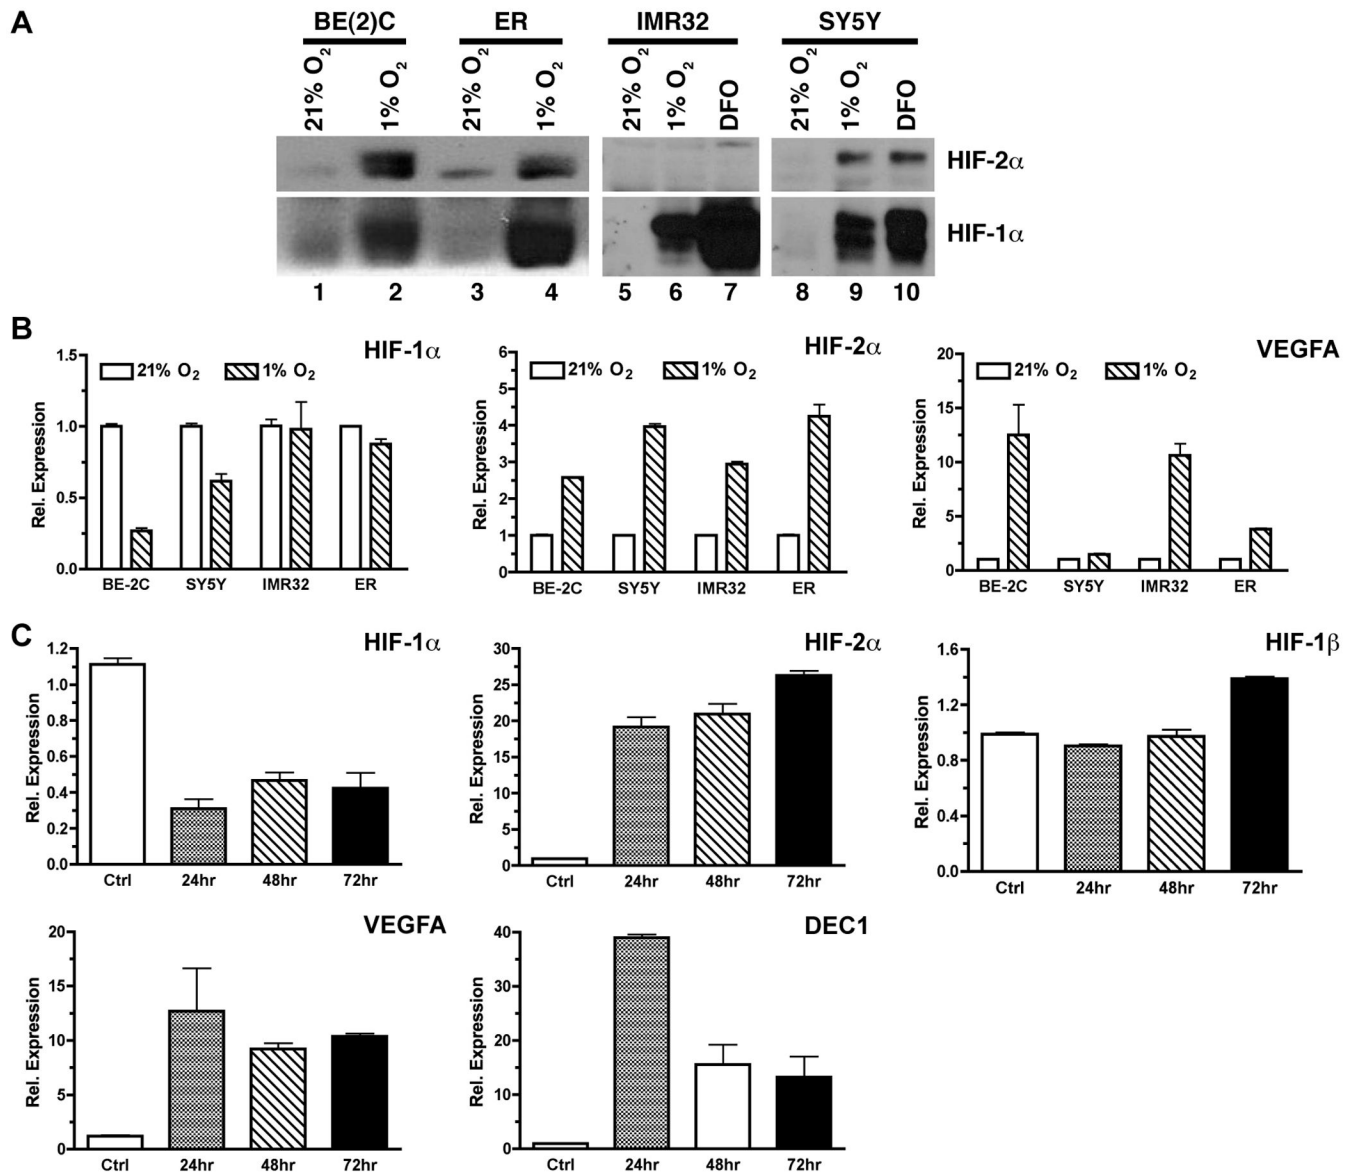 A
BE(2)C ER IMR32 SY5Y
21% O2 1% O2 21% O2 1% O2 21% O2 1% O2 DFO 21% O2 1% O2 DFO
HIF-2α
HIF-1α
1 2 3 4 5 6 7 8 9 10
B
HIF-1α
21% O2 1% O2
Rel. Expression
1.5
1.0
0.5
0.0
BE-2C SY5Y IMR32 ER
HIF-2α
21% O2 1% O2
Rel. Expression
6
5
4
3
2
1
0
BE-2C SY5Y IMR32 ER
VEGFA
21% O2 1% O2
Rel. Expression
20
15
10
5
0
BE-2C SY5Y IMR32 ER
C
HIF-1α
Rel. Expression
1.2
1.0
0.8
0.6
0.4
0.2
0.0
Ctrl 24hr 48hr 72hr
HIF-2α
Rel. Expression
30
25
20
15
10
5
0
Ctrl 24hr 48hr 72hr
HIF-1β
Rel. Expression
1.6
1.2
0.8
0.4
0.0
Ctrl 24hr 48hr 72hr
VEGFA
Rel. Expression
20
15
10
5
0
Ctrl 24hr 48hr 72hr
DEC1
Rel. Expression
40
30
20
10
0
Ctrl 24hr 48hr 72hr